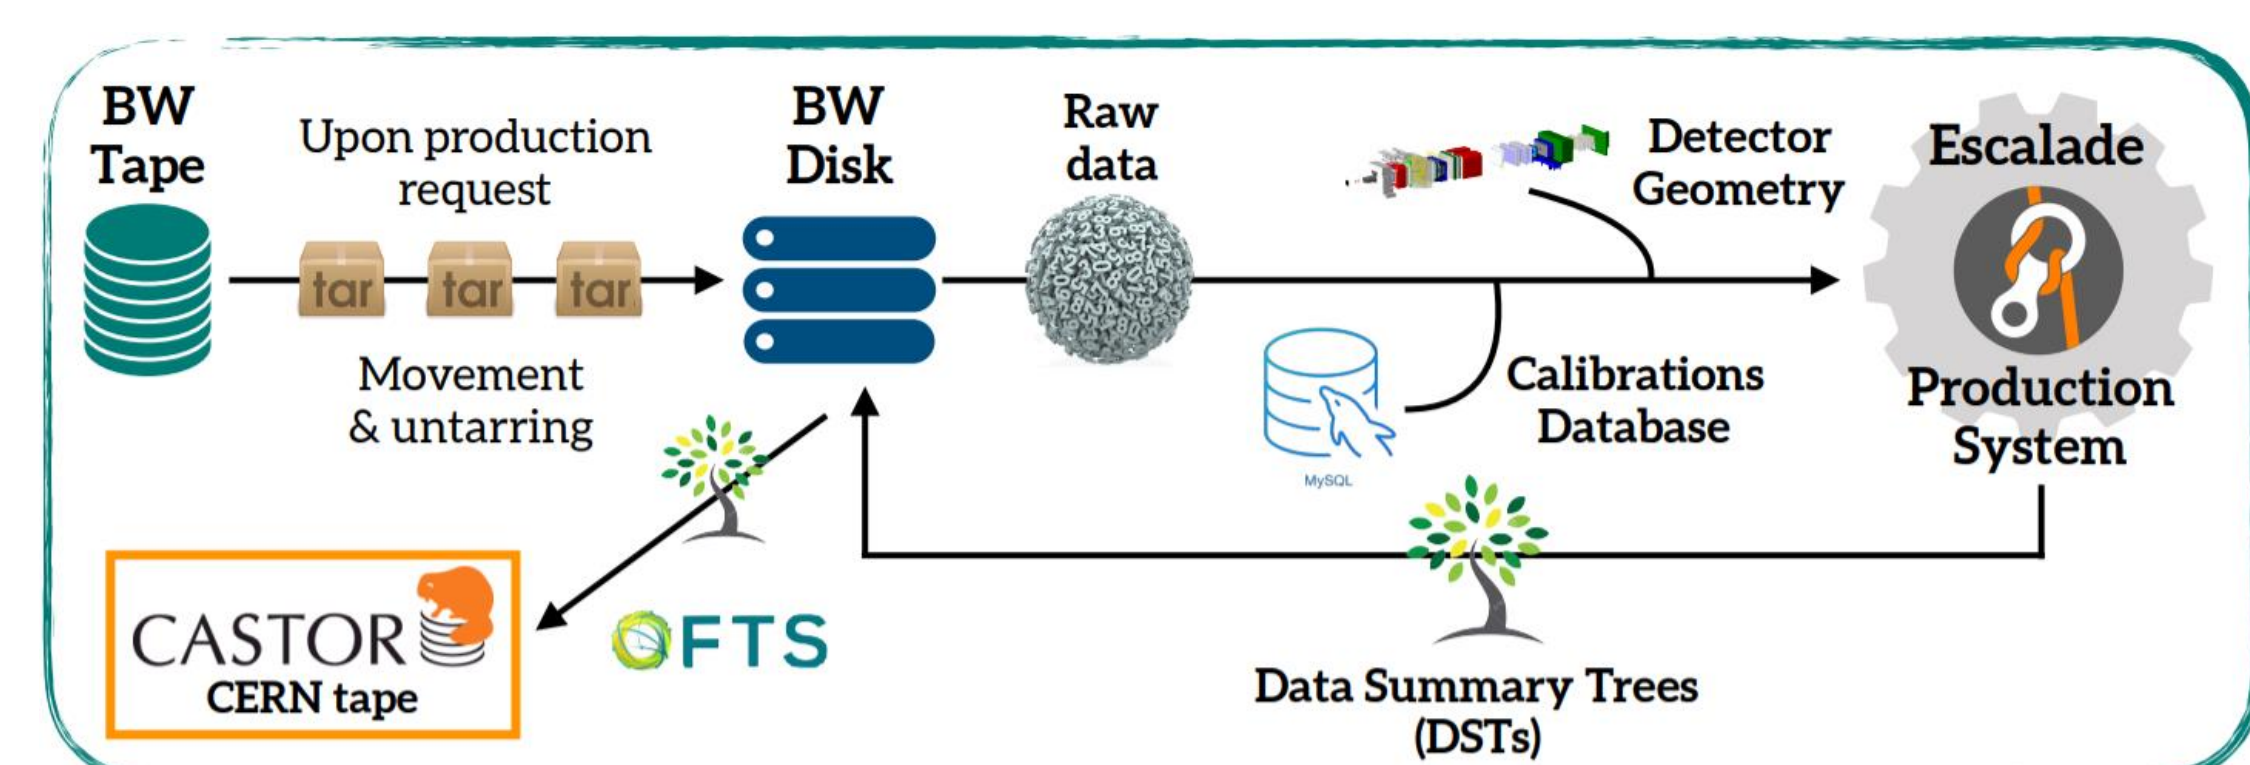 BW
Tape
Upon production
request
tar
tar
tar
Movement
& untarring
BW
Disk
Raw
data
Detector
Geometry
MySQL
Calibrations
Database
Escalade
Production
System
CASTOR
CERN tape
FTS
Data Summary Trees
(DSTs)